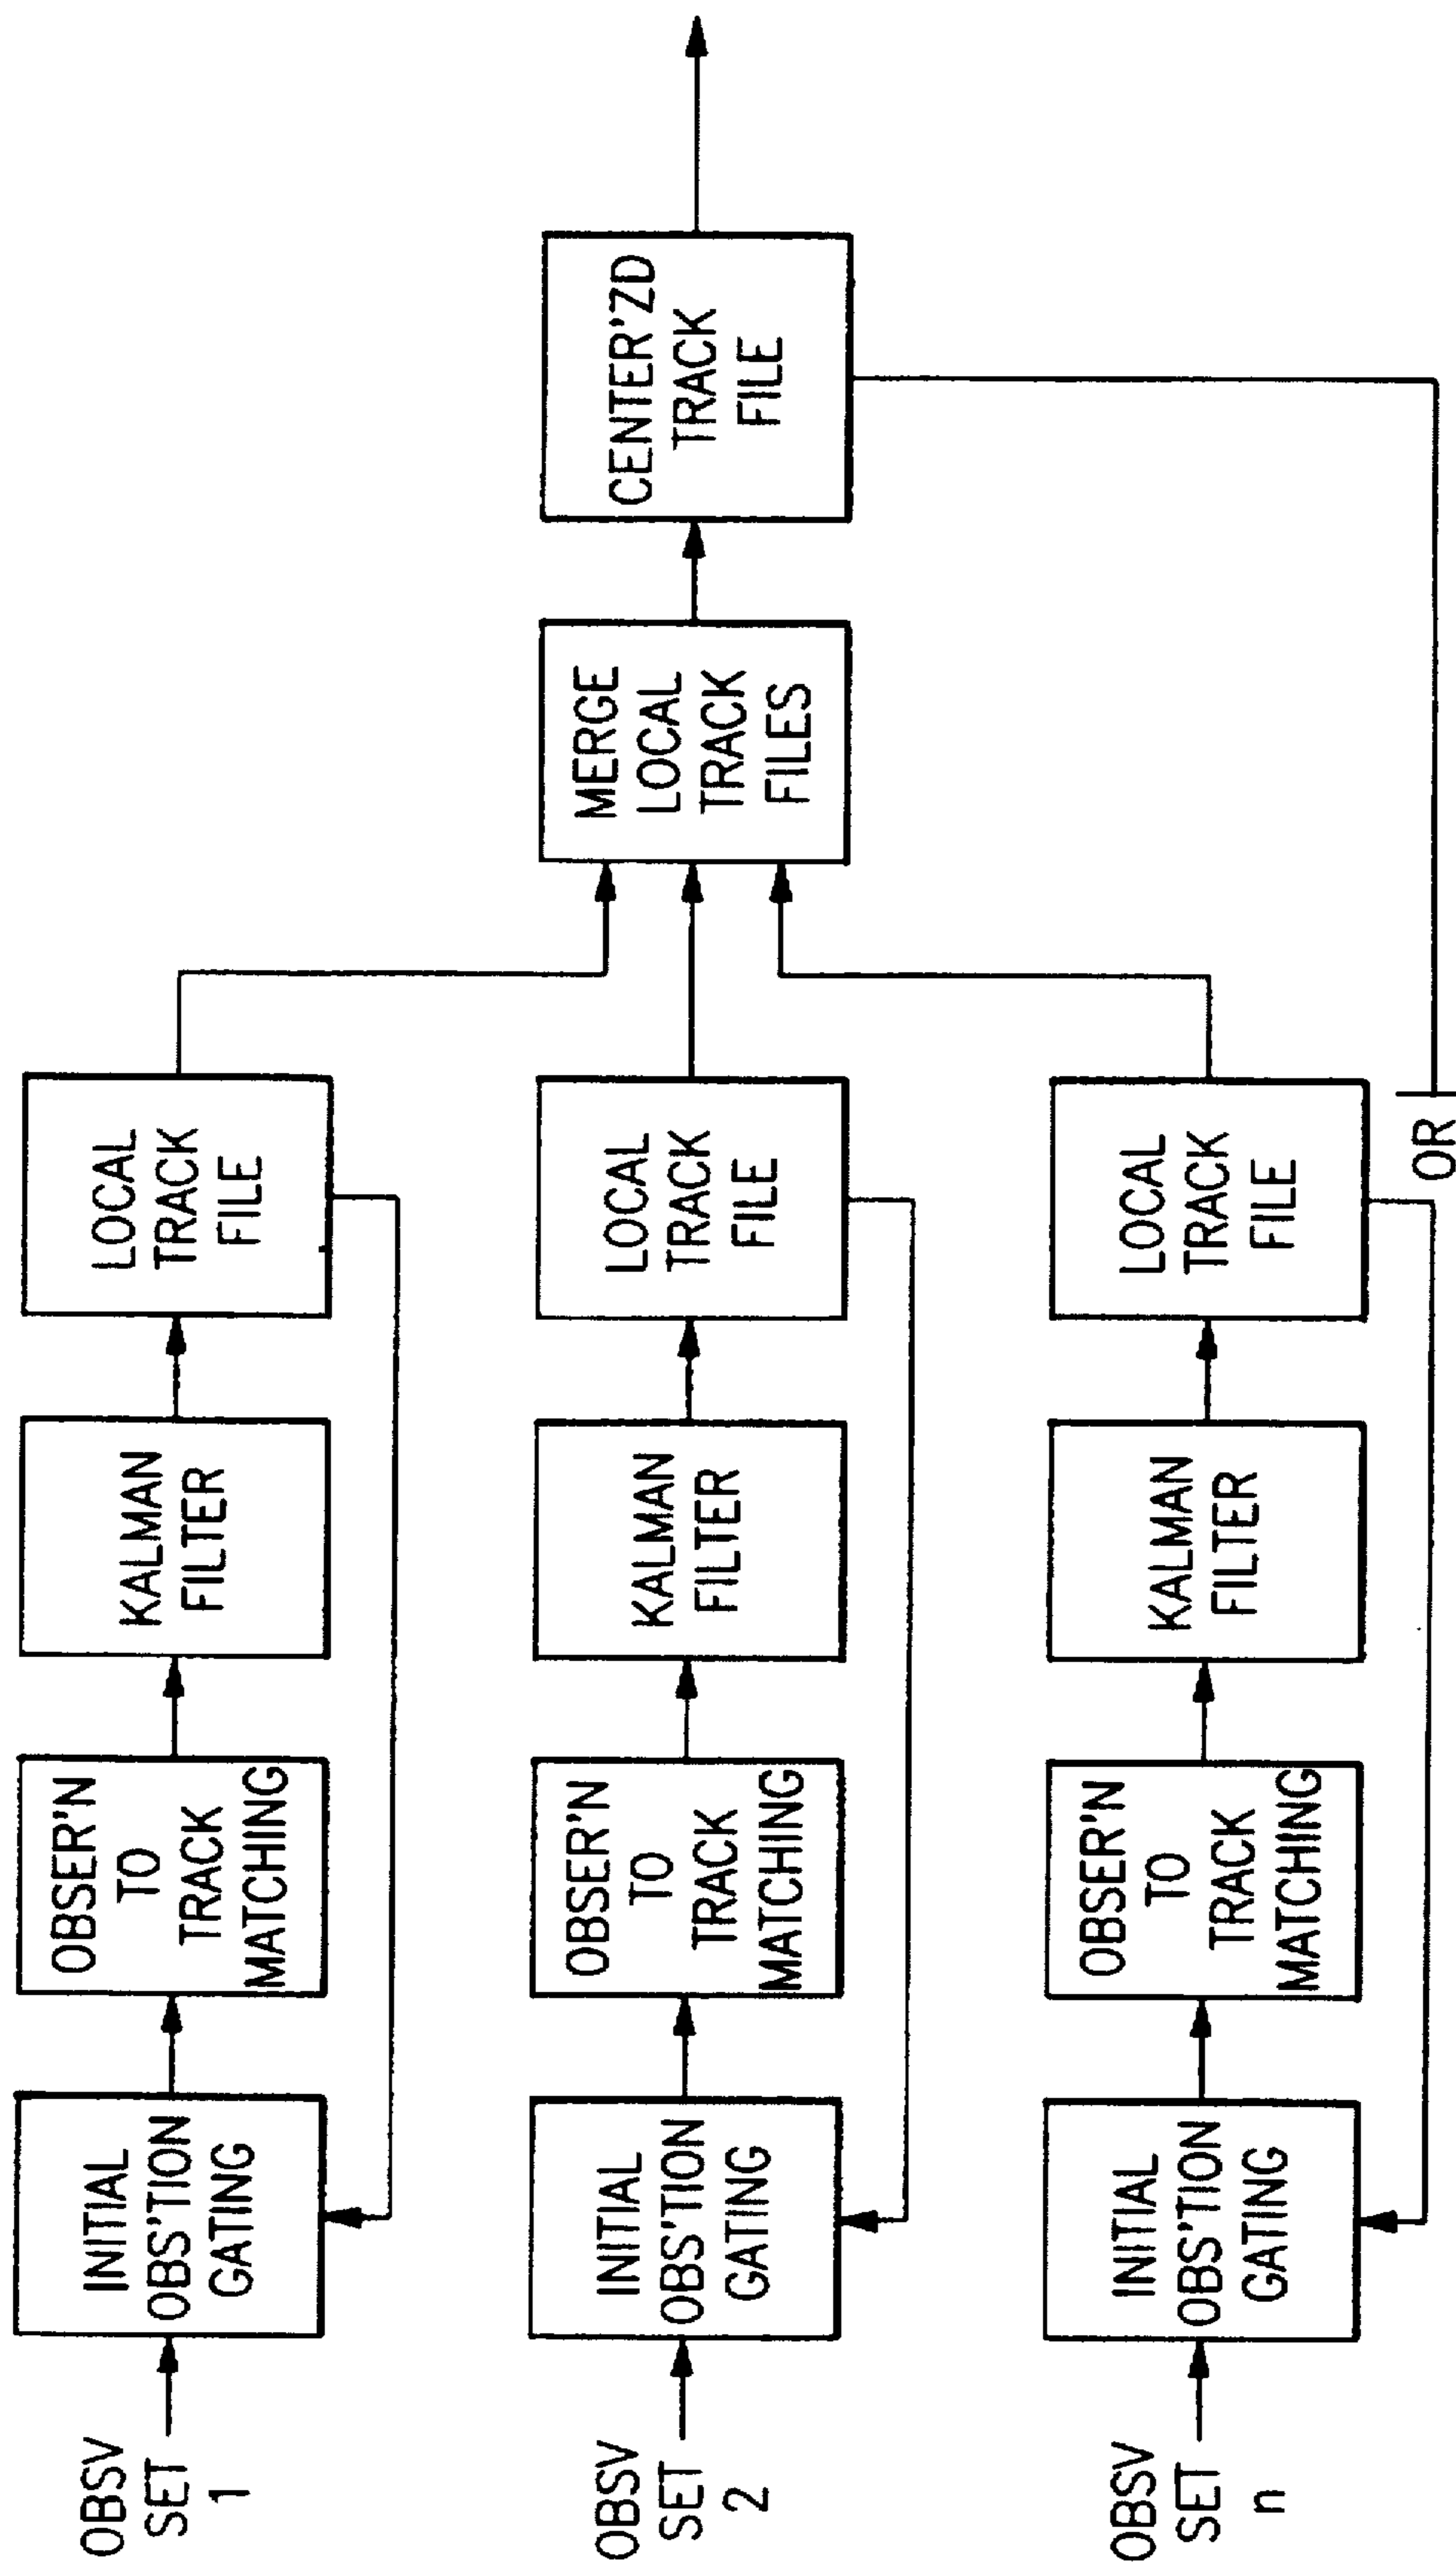 OBSV
SET
1
INITIAL
OBS'TION
GATING
OBSER'N
TO
TRACK
MATCHING
KALMAN
FILTER
LOCAL
TRACK
FILE
OBSV
SET
2
INITIAL
OBS'TION
GATING
OBSER'N
TO
TRACK
MATCHING
KALMAN
FILTER
LOCAL
TRACK
FILE
MERGE
LOCAL
TRACK
FILES
CENTER'ZD
TRACK
FILE
OBSV
SET
n
INITIAL
OBS'TION
GATING
OBSER'N
TO
TRACK
MATCHING
KALMAN
FILTER
LOCAL
TRACK
FILE
OR